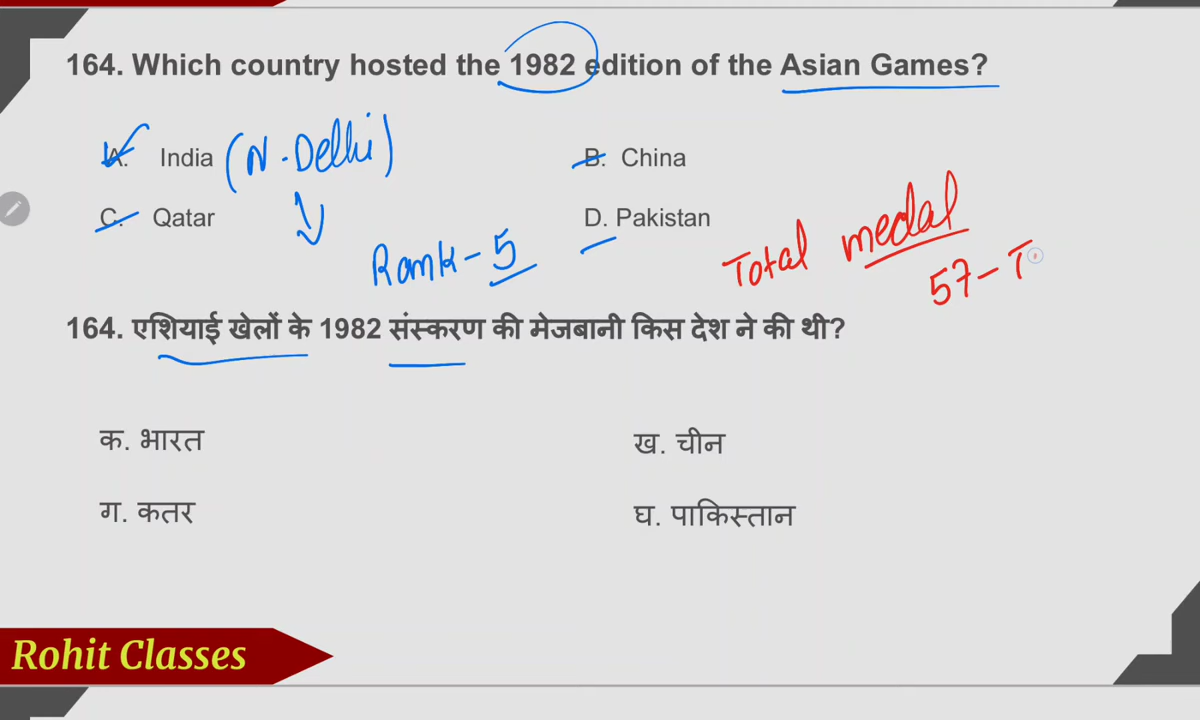 164. Which country hosted the 1982 edition of the Asian Games?
A. India (N. Delhi) B. China
C. Qatar D. Pakistan
Rank - 5
Total medal
57 - T
164. एशियाई खेलों के 1982 संस्करण की मेजबानी किस देश ने की थी?
क. भारत ख. चीन
ग. कतर घ. पाकिस्तान
Rohit Classes